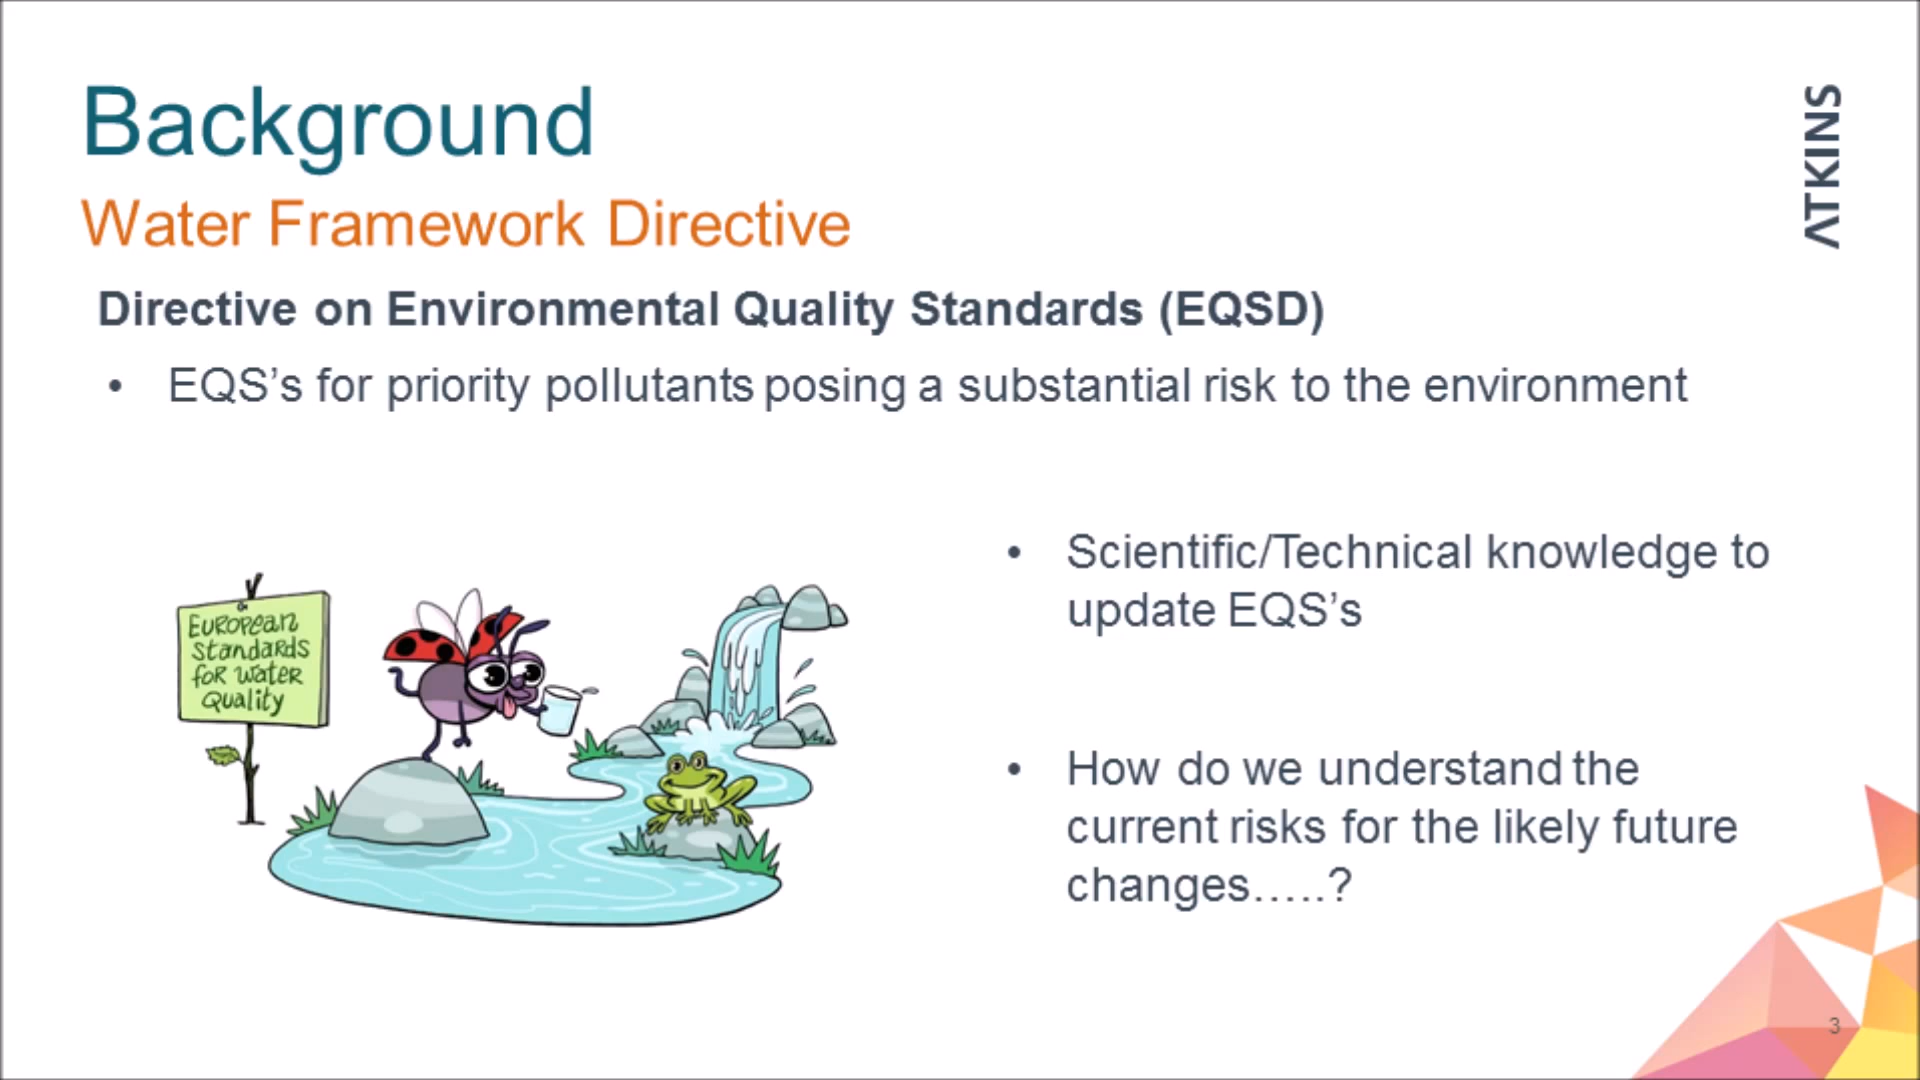 Background
ATKINS
Water Framework Directive
Directive on Environmental Quality Standards (EQSD)
• EQS’s for priority pollutants posing a substantial risk to the environment
EUROPEan
Standards
foR Water
Quality
• Scientific/Technical knowledge to
update EQS’s
• How do we understand the
current risks for the likely future
changes…..?
3